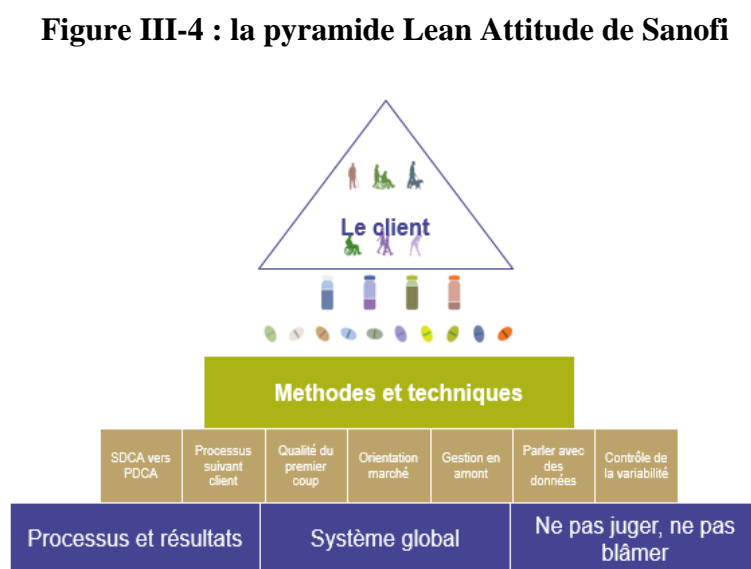 Figure III-4 : la pyramide Lean Attitude de Sanofi
Le client
Methodes et techniques
SDCA vers
PDCA
Processus
suivant
client
Qualité du
premier
coup
Orientation
marché
Gestion en
amont
Parler avec
des
données
Contrôle de
la variabilité
Processus et résultats
Système global
Ne pas juger, ne pas
blâmer